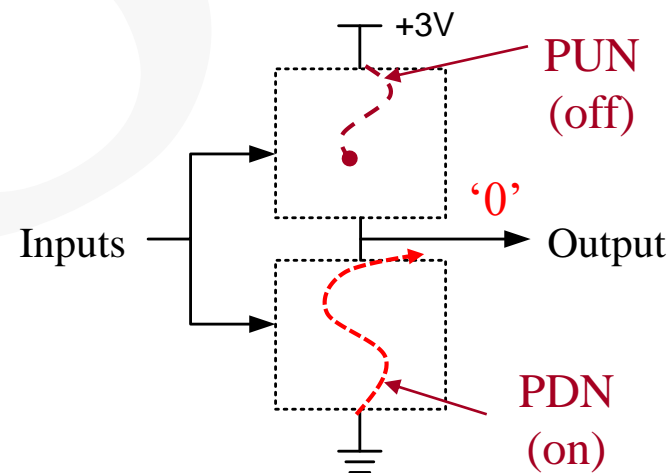 +3V
PUN
(off)
‘0’
Inputs
Output
PDN
(on)